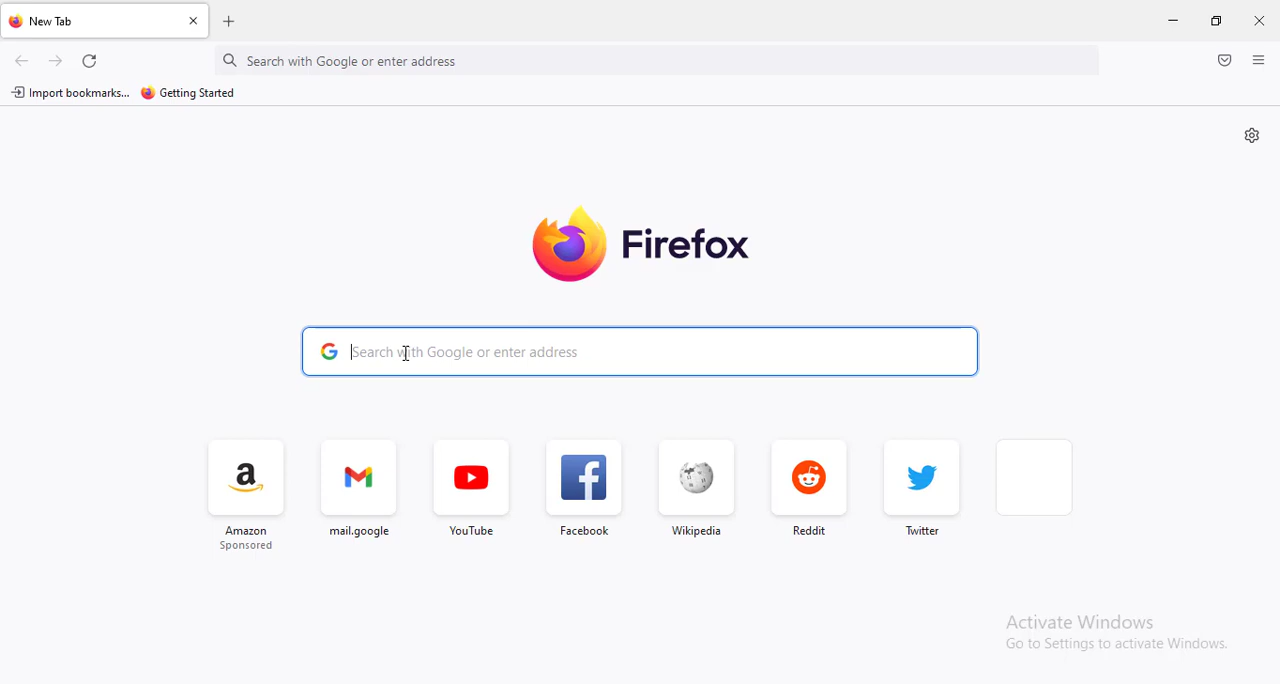 New Tab
Search with Google or enter address
Import bookmarks... Getting Started
Firefox
Search with Google or enter address
Amazon
Sponsored
mail.google
YouTube
Facebook
Wikipedia
Reddit
Twitter
Activate Windows
Go to Settings to activate Windows.